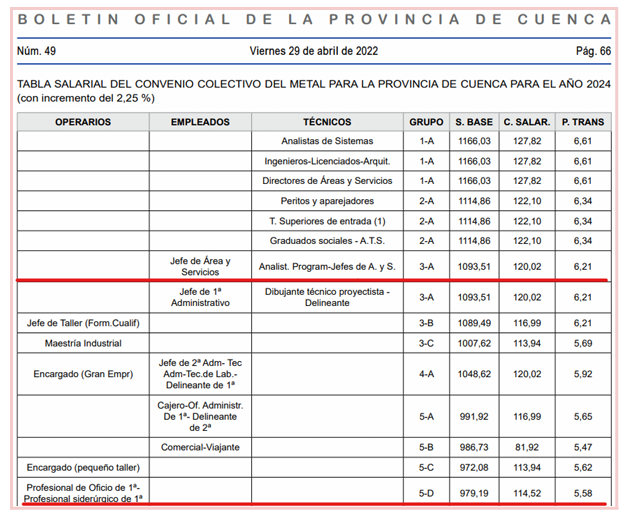 BOLETIN OFICIAL DE LA PROVINCIA DE CUENCA
Núm. 49 Viernes 29 de abril de 2022 Pág. 66
TABLA SALARIAL DEL CONVENIO COLECTIVO DEL METAL PARA LA PROVINCIA DE CUENCA PARA EL AÑO 2024
(con incremento del 2,25 %)
OPERARIOS EMPLEADOS TÉCNICOS GRUPO S. BASE C. SALAR. P. TRANS
Analistas de Sistemas 1-A 1166,03 127,82 6,61
Ingenieros-Licenciados-Arquit. 1-A 1166,03 127,82 6,61
Directores de Áreas y Servicios 1-A 1166,03 127,82 6,61
Peritos y aparejadores 2-A 1114,86 122,10 6,34
T. Superiores de entrada (1) 2-A 1114,86 122,10 6,34
Graduados sociales - A.T.S. 2-A 1114,86 122,10 6,34
Jefe de Área y
Servicios Analist. Program-Jefes de A. y S. 3-A 1093,51 120,02 6,21
Jefe de 1ª
Administrativo Dibujante técnico proyectista -
Delineante 3-A 1093,51 120,02 6,21
Jefe de Taller (Form.Cualif) 3-B 1089,49 116,99 6,21
Maestría Industrial 3-C 1007,62 113,94 5,69
Encargado (Gran Empr) Jefe de 2ª Adm- Tec
Adm-Tec.de Lab.-
Delineante de 1ª 4-A 1048,62 120,02 5,92
Cajero-Of. Administr.
De 1ª- Delineante
de 2ª 5-A 991,92 116,99 5,65
Comercial-Viajante 5-B 986,73 81,92 5,47
Encargado (pequeño taller) 5-C 972,08 113,94 5,62
Profesional de Oficio de 1ª-
Profesional siderúrgico de 1ª 5-D 979,19 114,52 5,58